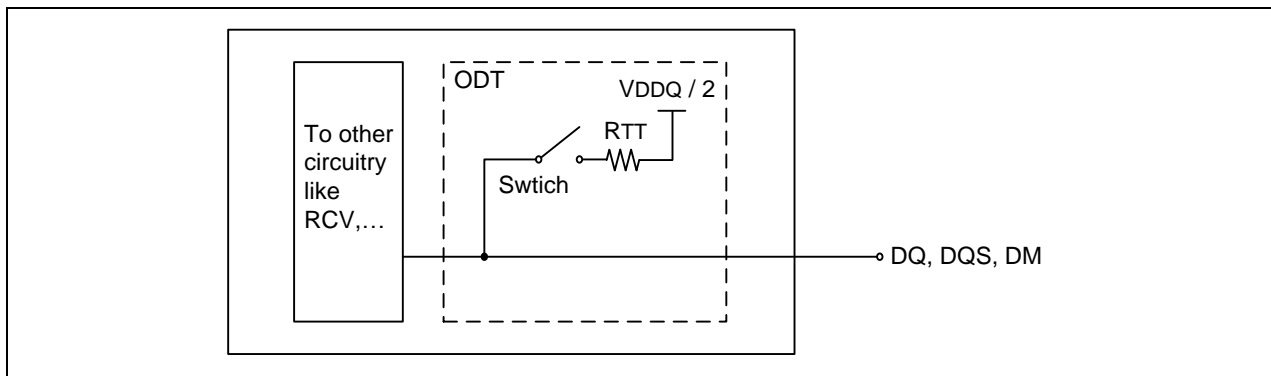 ODT
VDDQ / 2
RTT
Swtich
To other
circuitry
like
RCV,…
DQ, DQS, DM